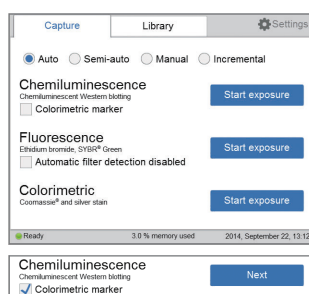 Capture Library Settings
Auto Semi-auto Manual Incremental
Chemiluminescence
Chemiluminescent Western blotting
Start exposure
Colorimetric marker
Fluorescence
Ethidium bromide, SYBR® Green
Start exposure
Automatic filter detection disabled
Colorimetric
Coomassie® and silver stain
Start exposure
Ready 3.0 % memory used 2014, September 22, 13:12
Chemiluminescence
Chemiluminescent Western blotting
Next
Colorimetric marker